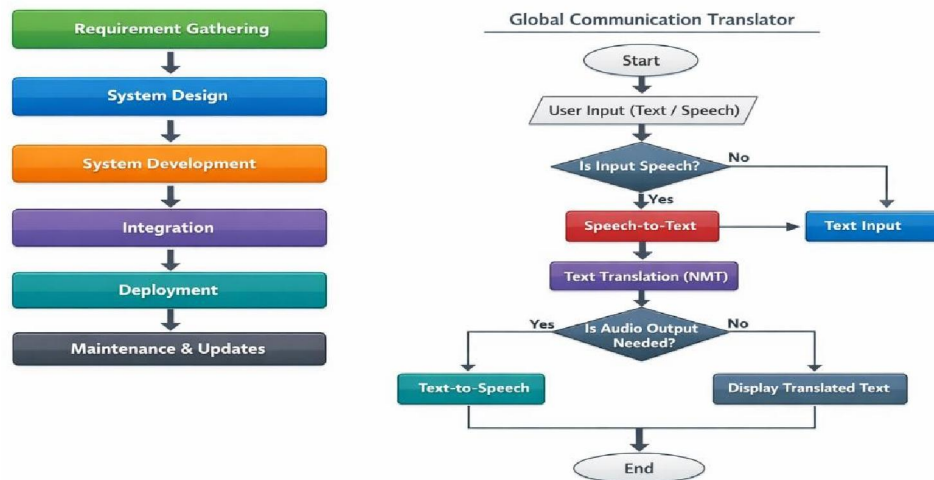 Requirement Gathering
System Design
System Development
Integration
Deployment
Maintenance & Updates
Global Communication Translator
Start
User Input (Text / Speech)
Is Input Speech?
No
Yes
Speech-to-Text
Text Input
Text Translation (NMT)
Yes
Is Audio Output
Needed?
No
Text-to-Speech
Display Translated Text
End